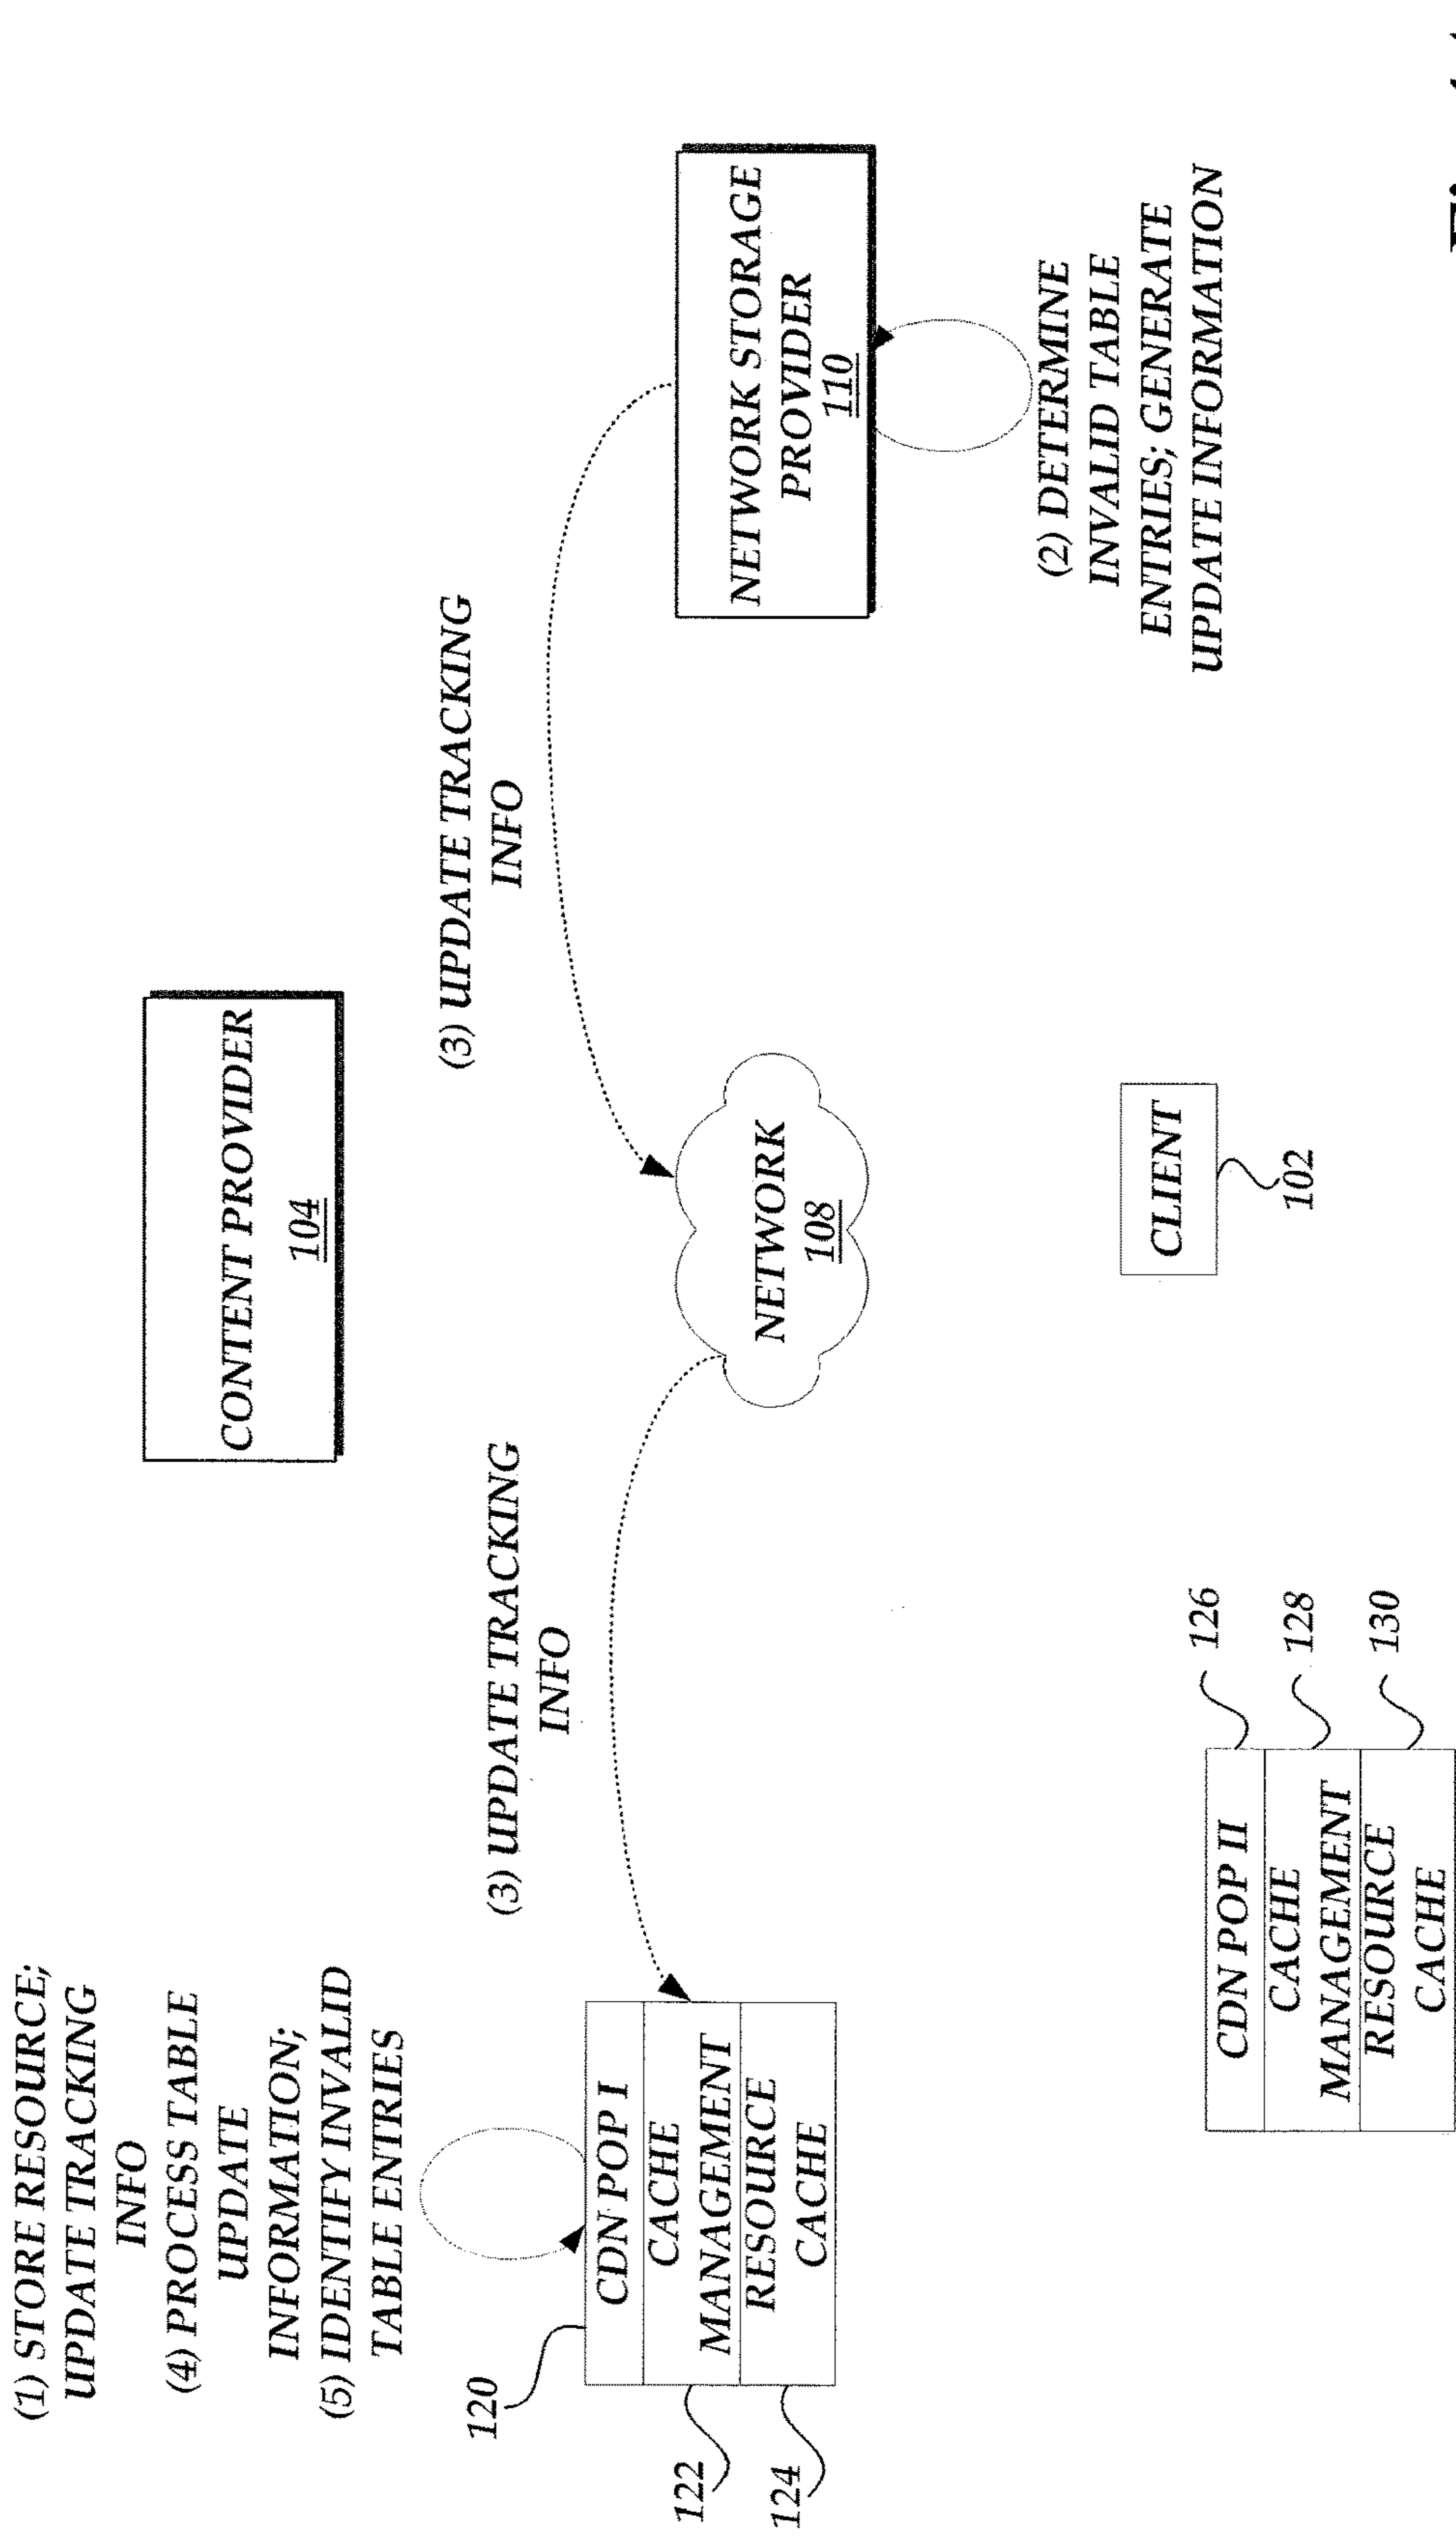 (1) STORE RESOURCE;
UPDATE TRACKING
INFO
(4) PROCESS TABLE
UPDATE
INFORMATION;
(5) IDENTIFY INVALID
TABLE ENTRIES
120
CDN POP I
CACHE
MANAGEMENT
RESOURCE
CACHE
122
124
(3) UPDATE TRACKING
INFO
CONTENT PROVIDER
104
(3) UPDATE TRACKING
INFO
NETWORK
108
NETWORK STORAGE
PROVIDER
110
(2) DETERMINE
INVALID TABLE
ENTRIES; GENERATE
UPDATE INFORMATION
CLIENT
102
CDN POP II
CACHE
MANAGEMENT
RESOURCE
CACHE
126
128
130